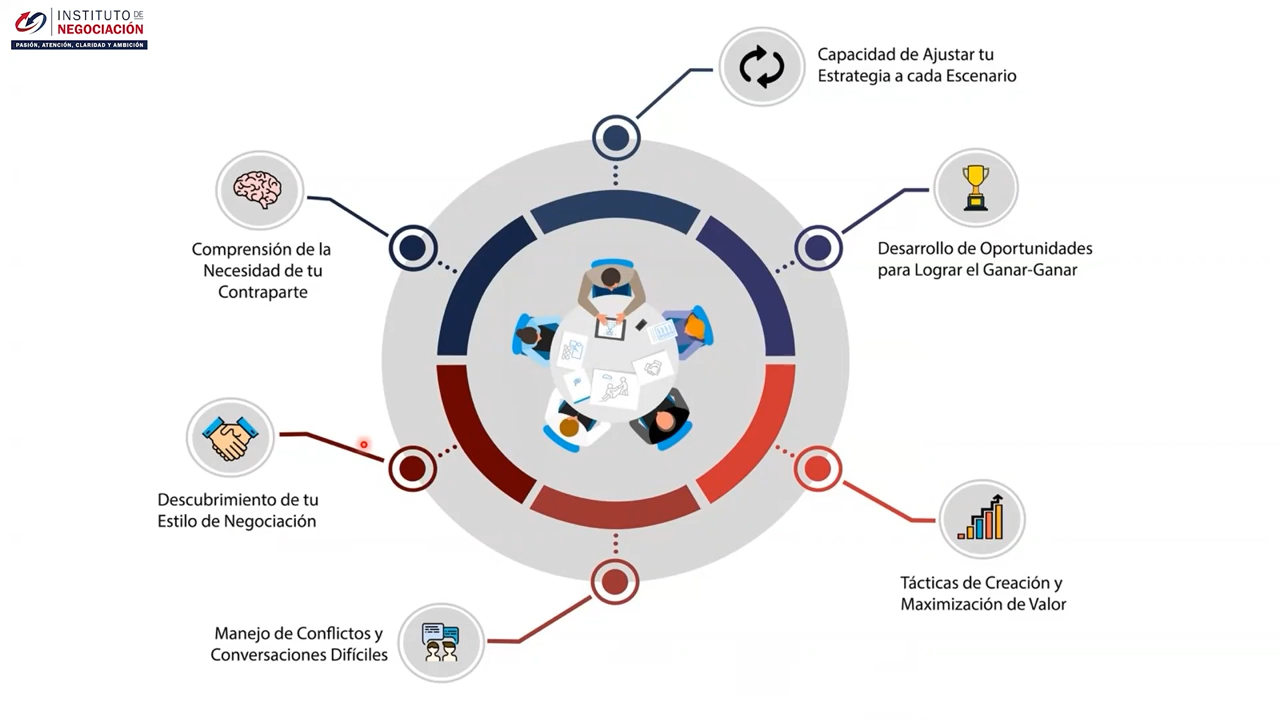 INSTITUTO DE
NEGOCIACIÓN
PASIÓN, ATENCIÓN, CLARIDAD Y AMBICIÓN
Capacidad de Ajustar tu
Estrategia a cada Escenario
Comprensión de la
Necesidad de tu
Contraparte
Desarrollo de Oportunidades
para Lograr el Ganar-Ganar
Descubrimiento de tu
Estilo de Negociación
Tácticas de Creación y
Maximización de Valor
Manejo de Conflictos y
Conversaciones Difíciles